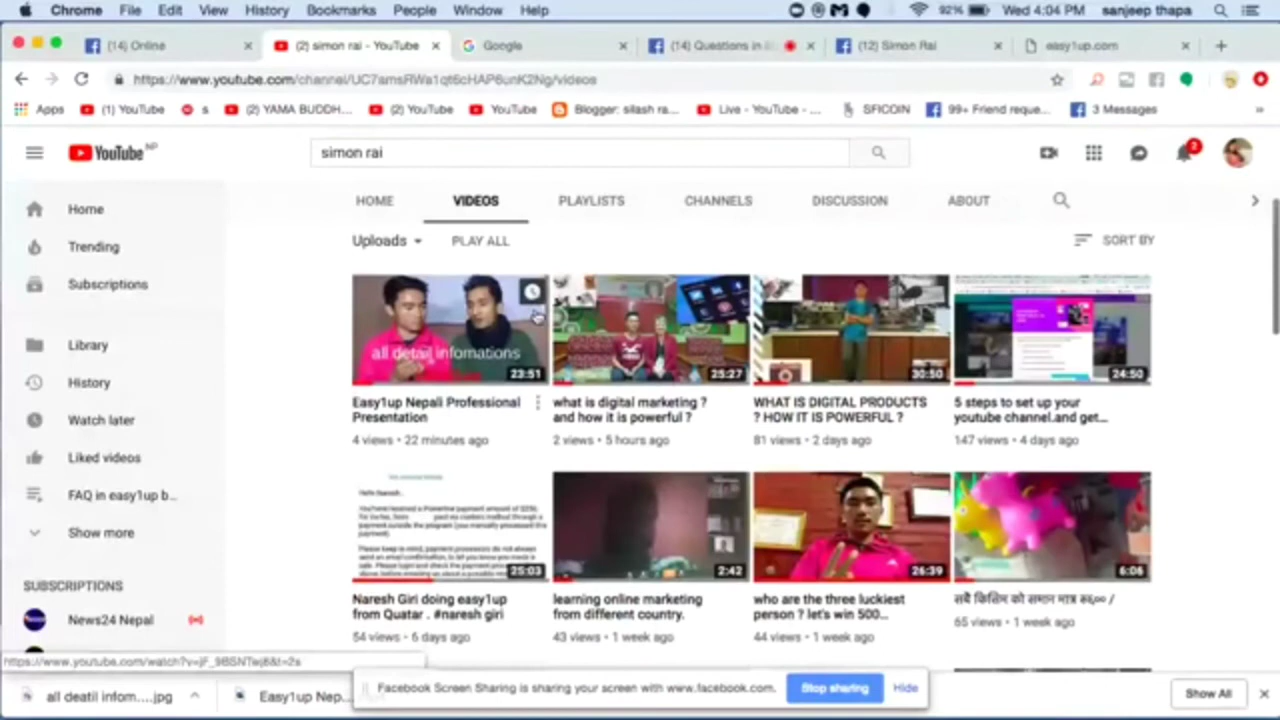 Chrome File Edit View History Bookmarks People Window Help 92% Wed 4:04 PM sanjeep thapa
(14) Online (2) simon rai - YouTube Google (14) Questions in (12) Simon Rai easy1up.com
Apps (1) YouTube s (2) YAMA BUDDH... (2) YouTube YouTube Blogger: silash ra... Live - YouTube - ... SFICOIN 99+ Friend reque... 3 Messages
YouTube NP simon rai 2
HOME VIDEOS PLAYLISTS CHANNELS DISCUSSION ABOUT
Uploads PLAY ALL SORT BY
Home
Trending
Subscriptions
Library
History
Watch later
Liked videos
FAQ in easy1up b...
Show more
SUBSCRIPTIONS
News24 Nepal
all detail infomations
23:51 25:27 30:50 24:50
Easy1up Nepali Professional what is digital marketing ? WHAT IS DIGITAL PRODUCTS 5 steps to set up your
Presentation and how it is powerful ? ? HOW IT IS POWERFUL ? youtube channel.and get...
4 views • 22 minutes ago 2 views • 5 hours ago 81 views • 2 days ago 147 views • 4 days ago
25:03 2:42 26:39 6:06
Naresh Giri doing easy1up learning online marketing who are the three luckiest सबै किसिम को समान मात्र रु६०० /
from Quatar . #naresh giri from different country. person ? let's win 500...
54 views • 6 days ago 43 views • 1 week ago 44 views • 1 week ago 65 views • 1 week ago
all deatil infom....jpg Easy1up Nep... Facebook Screen Sharing is sharing your screen with www.facebook.com. Stop sharing Hide Show All